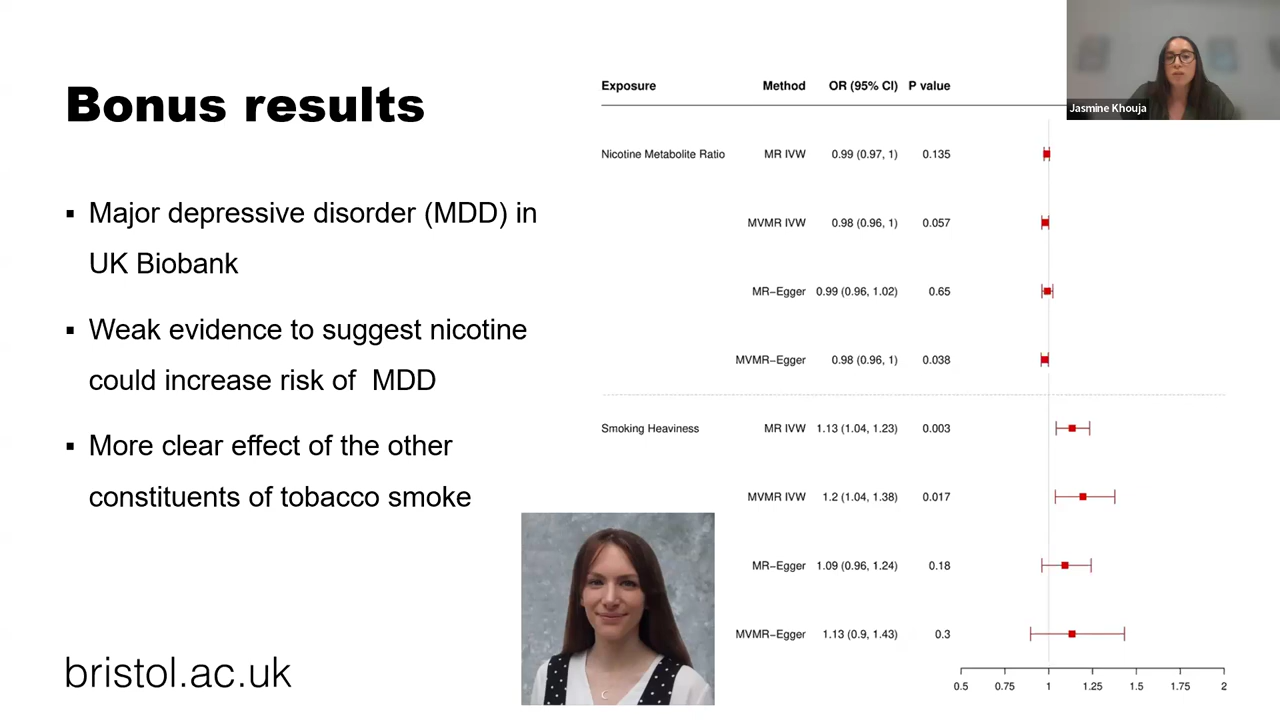 Bonus results
▪ Major depressive disorder (MDD) in
UK Biobank
▪ Weak evidence to suggest nicotine
could increase risk of  MDD
▪ More clear effect of the other
constituents of tobacco smoke
bristol.ac.uk
Exposure Method OR (95% CI) P value
Nicotine Metabolite Ratio MR IVW 0.99 (0.97, 1) 0.135
MVMR IVW 0.98 (0.96, 1) 0.057
MR−Egger 0.99 (0.96, 1.02) 0.65
MVMR−Egger 0.98 (0.96, 1) 0.038
Smoking Heaviness MR IVW 1.13 (1.04, 1.23) 0.003
MVMR IVW 1.2 (1.04, 1.38) 0.017
MR−Egger 1.09 (0.96, 1.24) 0.18
MVMR−Egger 1.13 (0.9, 1.43) 0.3
0.5 0.75 1 1.25 1.5 1.75 2
Jasmine Khouja